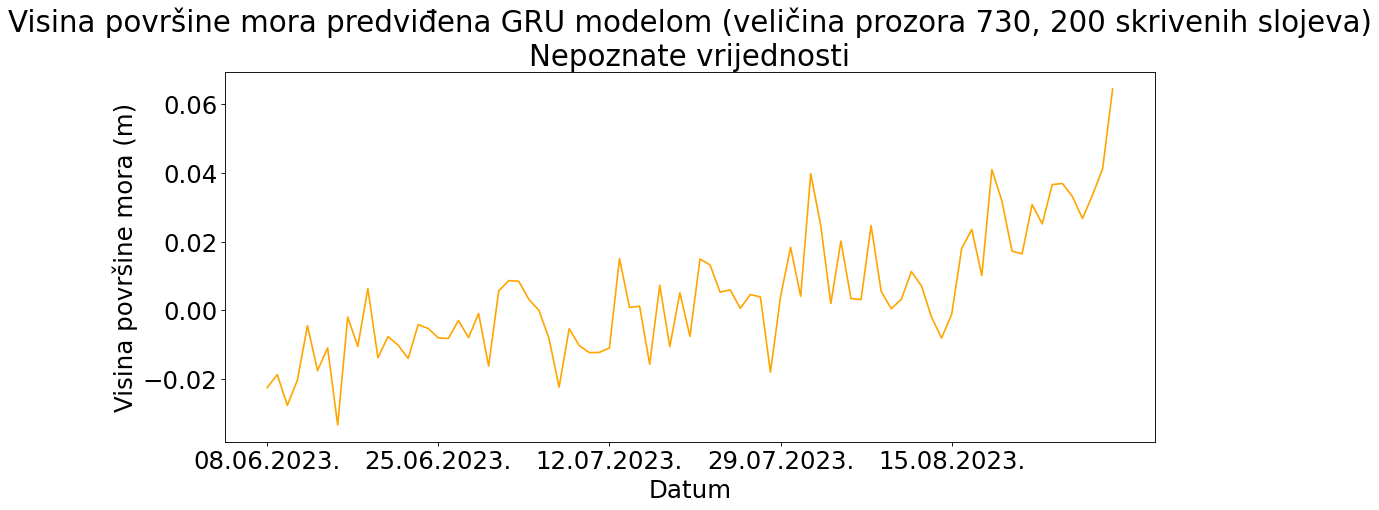 Visina površine mora predviđena GRU modelom (veličina prozora 730, 200 skrivenih slojeva)
Nepoznate vrijednosti
Visina površine mora (m)
0.06
0.04
0.02
0.00
−0.02
08.06.2023. 25.06.2023. 12.07.2023. 29.07.2023. 15.08.2023.
Datum